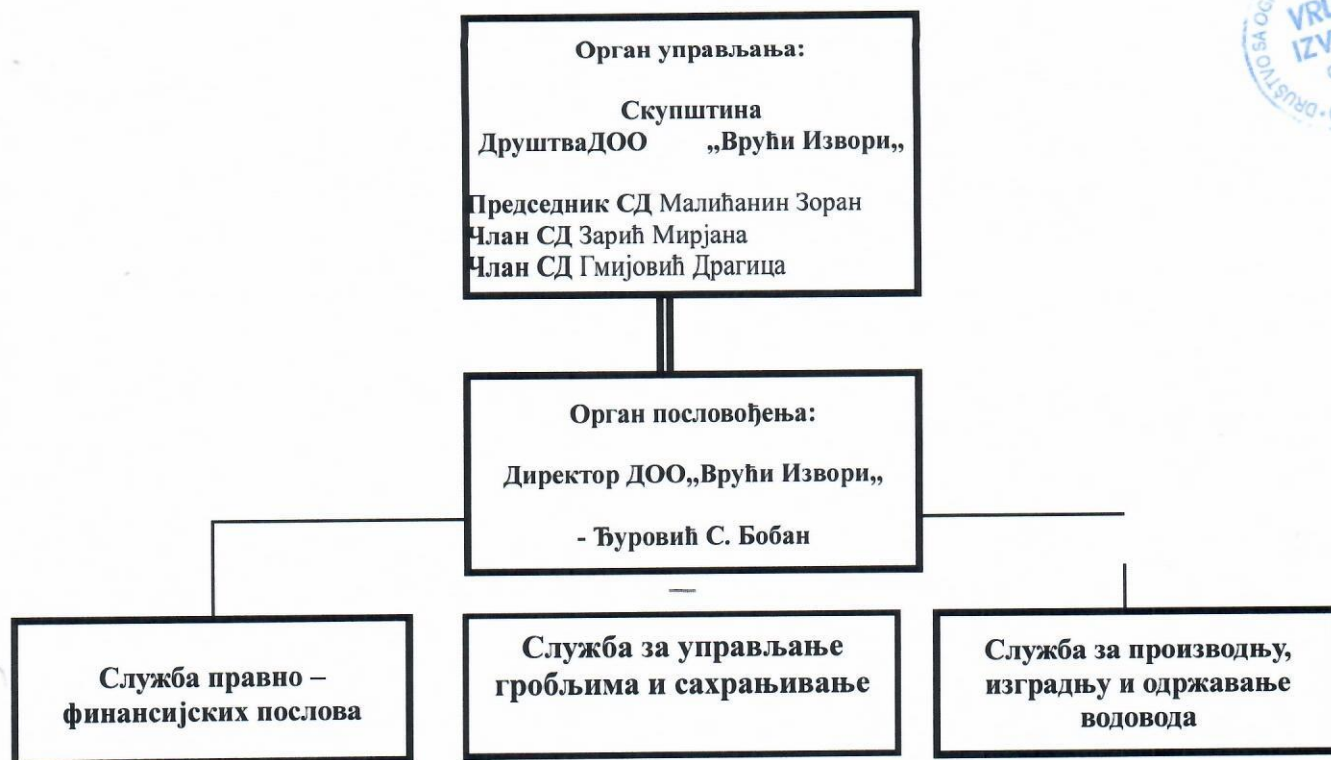 Орган управљања:
Скупштина
ДруштваДОО „Врући Извори„
Председник СД Малићанин Зоран
Члан СД Зарић Мирјана
Члан СД Гмијовић Драгица
Орган пословођења:
Директор ДОО„Врући Извори„
- Ђуровић С. Бобан
Служба правно –
финансијских послова
Служба за управљање
гробљима и сахрањивање
Служба за производњу,
изградњу и одржавање
водовода
DRUŠTVO SA